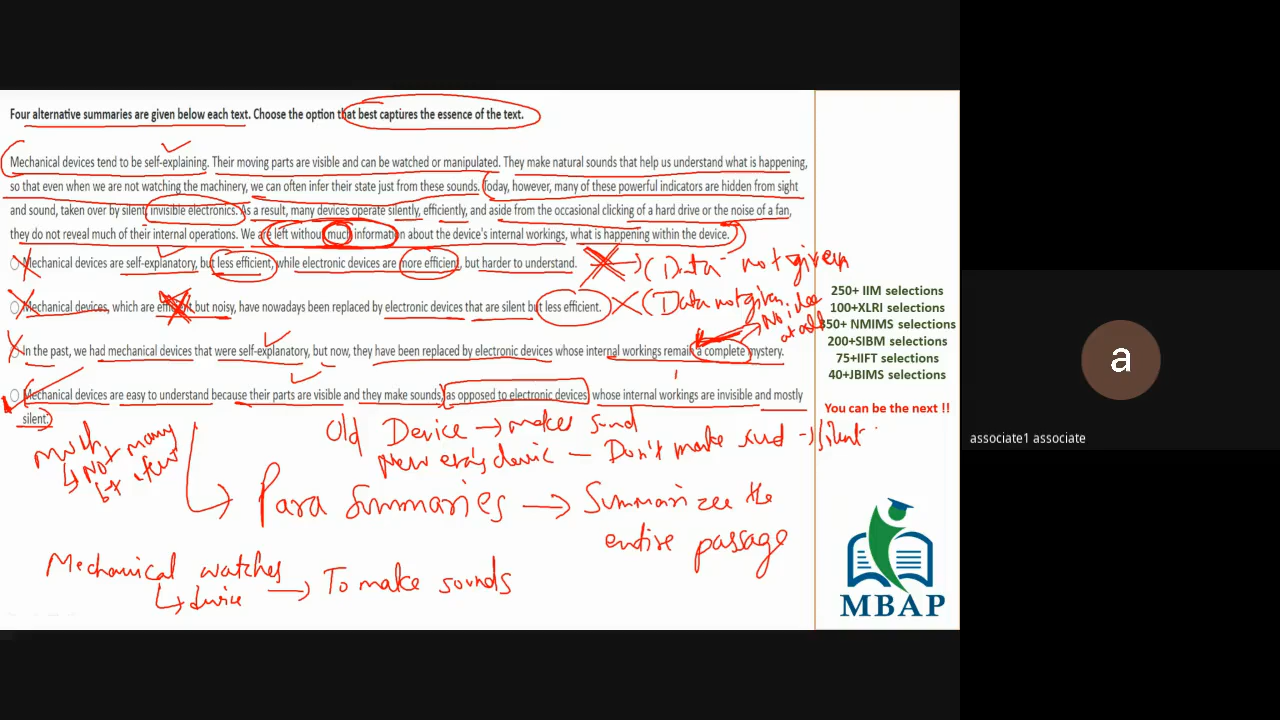 Four alternative summaries are given below each text. Choose the option that best captures the essence of the text.
Mechanical devices tend to be self-explaining. Their moving parts are visible and can be watched or manipulated. They make natural sounds that help us understand what is happening,
so that even when we are not watching the machinery, we can often infer their state just from these sounds. Today, however, many of these powerful indicators are hidden from sight
and sound, taken over by silent, invisible electronics. As a result, many devices operate silently, efficiently, and aside from the occasional clicking of a hard drive or the noise of a fan,
they do not reveal much of their internal operations. We are left without much information about the device's internal workings, what is happening within the device.
Mechanical devices are self-explanatory, but less efficient, while electronic devices are more efficient, but harder to understand.
(Data not given
Mechanical devices, which are efficient but noisy, have nowadays been replaced by electronic devices that are silent but less efficient.
(Data not given.
No idea
at all
In the past, we had mechanical devices that were self-explanatory, but now, they have been replaced by electronic devices whose internal workings remain a complete mystery.
Mechanical devices are easy to understand because their parts are visible and they make sounds, as opposed to electronic devices, whose internal workings are invisible and mostly
silent.
Old Device → makes sund
New era's device — Don't make sud → silent
much
Not many
few
Para Summaries → Summarizee the
entire passage
Mechanical watches
device → To make sounds
250+ IIM selections
100+XLRI selections
350+ NMIMS selections
200+SIBM selections
75+IIFT selections
40+JBIMS selections
You can be the next !!
MBAP
a
associate1 associate